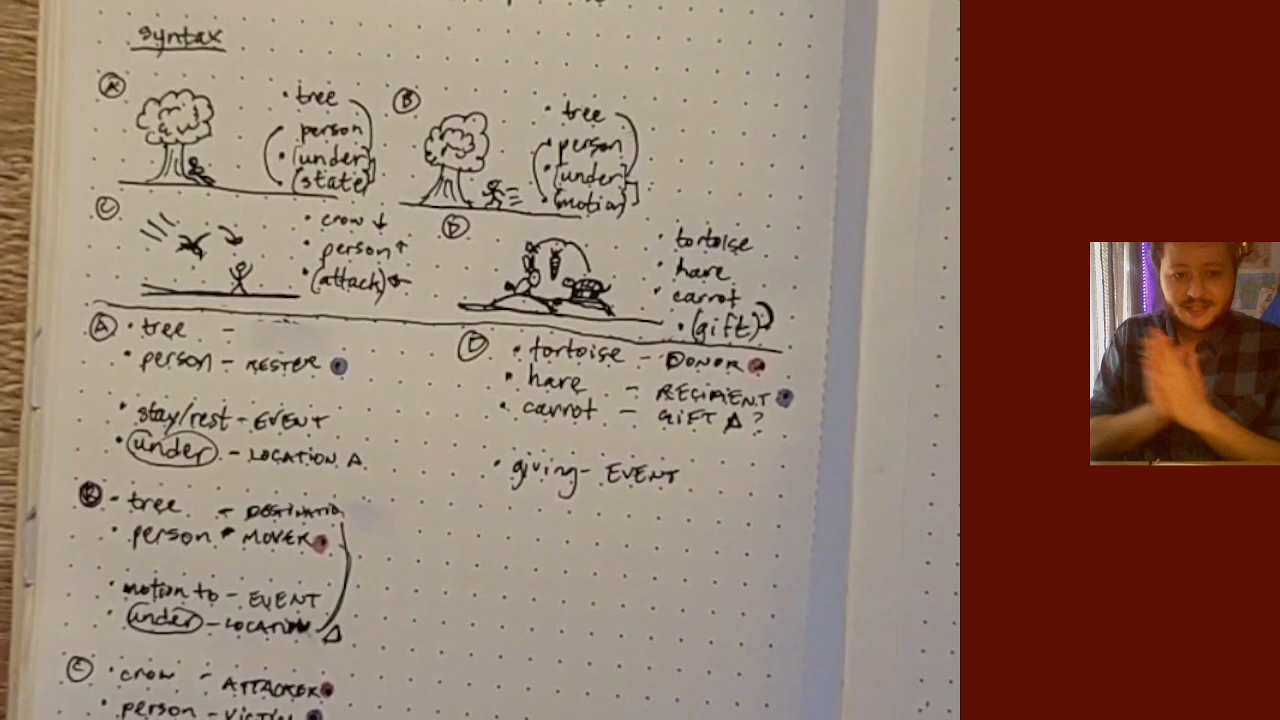 syntax
A
• tree
person
• (under)
(state)
B
• tree
• person
• (under)
• (motion)
C
• crow ↓
• person ↑
• (attack)
D
• tortoise
• hare
• carrot
• (gift)
A • tree –
• person – RESTER
• stay/rest – EVENT
• under – LOCATION Δ
B - tree – DESTINATION
• person • MOVER
• motion to – EVENT
• under – LOCATION Δ
C • crow – ATTACKER
• person – VICTIM
D • tortoise – DONOR
• hare – RECIPIENT
• carrot – GIFT Δ?
• giving – EVENT